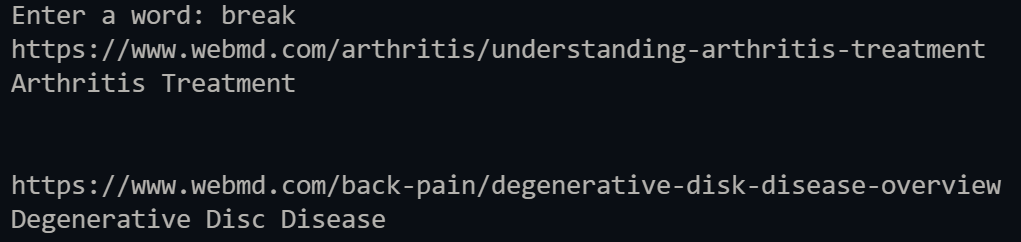 Enter a word: break
https://www.webmd.com/arthritis/understanding-arthritis-treatment
Arthritis Treatment
https://www.webmd.com/back-pain/degenerative-disk-disease-overview
Degenerative Disc Disease